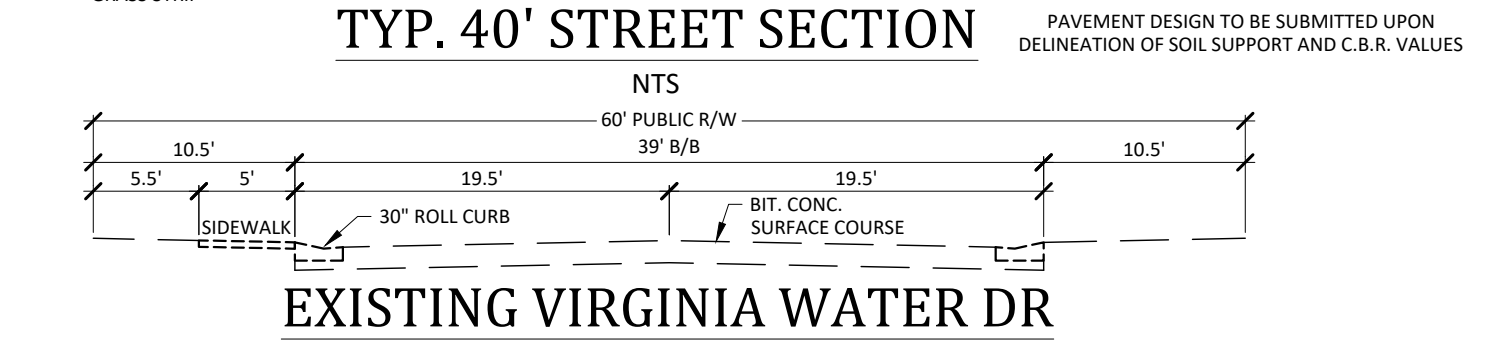 TYP. 40' STREET SECTION
PAVEMENT DESIGN TO BE SUBMITTED UPON
DELINEATION OF SOIL SUPPORT AND C.B.R. VALUES
NTS
60' PUBLIC R/W
10.5'
39' B/B
10.5'
5.5'
5'
19.5'
19.5'
SIDEWALK
30" ROLL CURB
BIT. CONC.
SURFACE COURSE
EXISTING VIRGINIA WATER DR